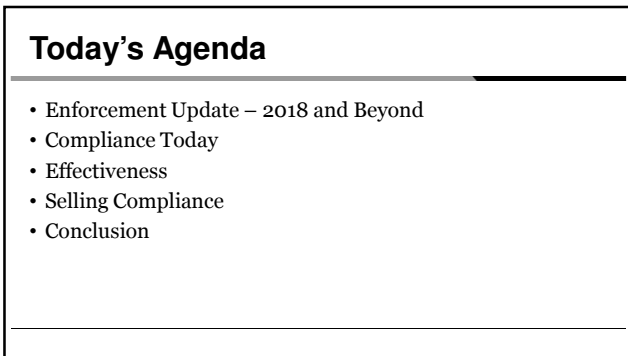 Today's Agenda
• Enforcement Update – 2018 and Beyond
• Compliance Today
• Effectiveness
• Selling Compliance
• Conclusion